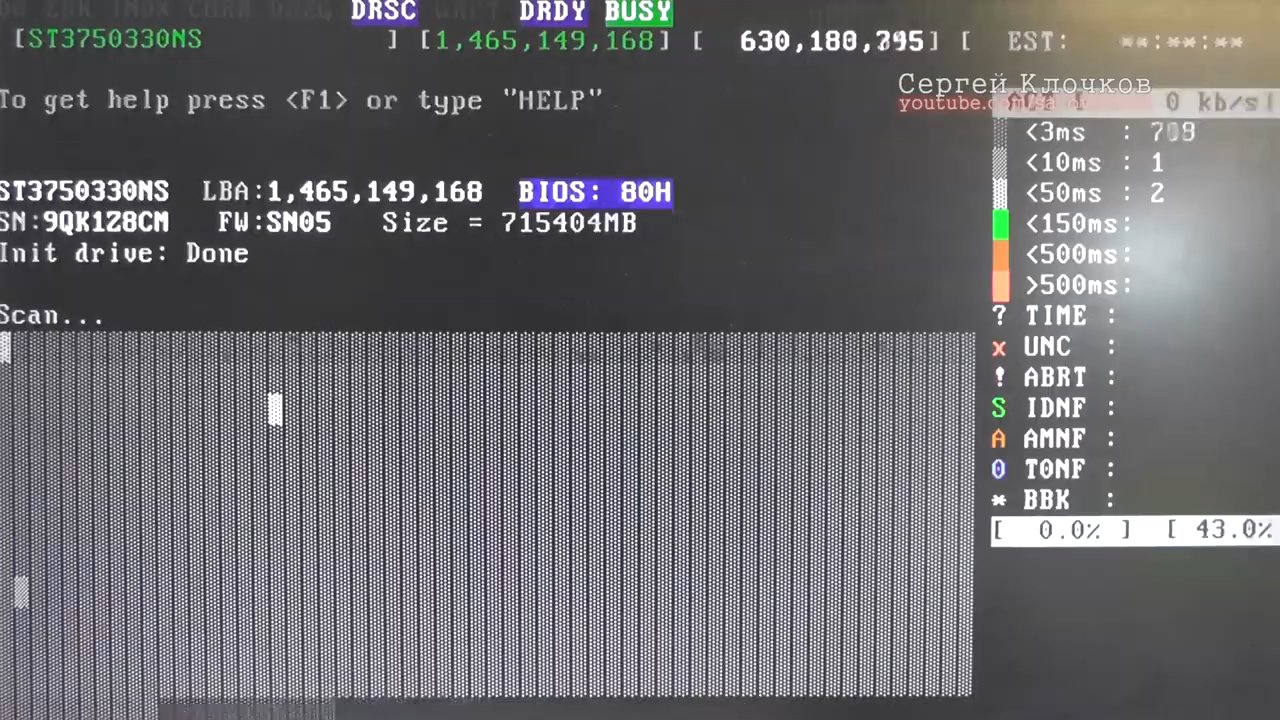 DRSC DRDY BUSY
[ST3750330NS ] [1,465,149,168] [ 630,180, ] [ EST: **:**:**
Сергей Клочков
To get help press <F1> or type "HELP"
youtube.com/sa 0 kb/s
<3ms :
<10ms : 1
ST3750330NS LBA:1,465,149,168 BIOS: 80H
<50ms : 2
SN:9QK1Z8CM FW:SN05 Size = 715404MB
<150ms:
Init drive: Done
<500ms:
>500ms:
Scan...
? TIME :
x UNC :
! ABRT :
S IDNF :
A AMNF :
0 T0NF :
* BBK :
[ 0.0% ] [ 43.0%